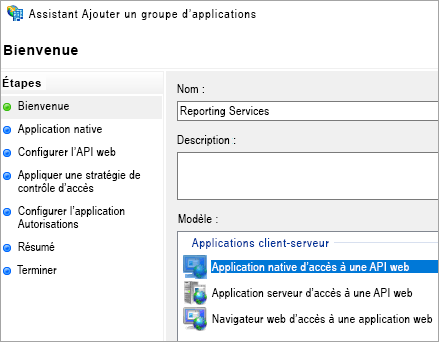 Assistant Ajouter un groupe d'applications
Bienvenue
Étapes
Bienvenue
Application native
Configurer l'API web
Appliquer une stratégie de
contrôle d'accès
Configurer l'application
Autorisations
Résumé
Terminer
Nom :
Reporting Services
Description :
Modèle :
Applications client-serveur
Application native d'accès à une API web
Application serveur d'accès à une API web
Navigateur web d'accès à une application web